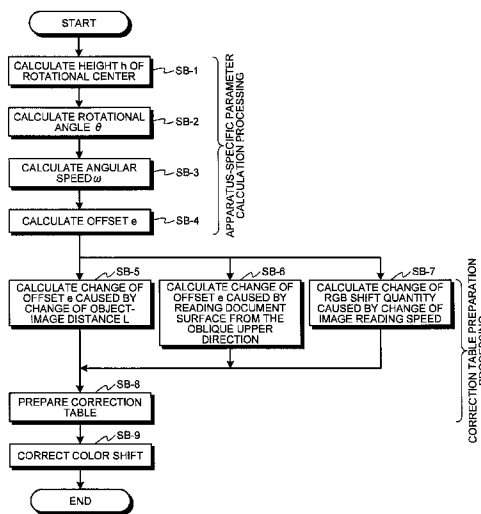 START
CALCULATE HEIGHT h OF
ROTATIONAL CENTER
SB-1
CALCULATE ROTATIONAL
ANGLE θ
SB-2
CALCULATE ANGULAR
SPEED ω
SB-3
CALCULATE OFFSET e
SB-4
APPARATUS-SPECIFIC PARAMETER
CALCULATION PROCESSING
SB-5
CALCULATE CHANGE OF
OFFSET e CAUSED BY
CHANGE OF OBJECT-
IMAGE DISTANCE L
SB-6
CALCULATE CHANGE OF
OFFSET e CAUSED BY
READING DOCUMENT
SURFACE FROM THE
OBLIQUE UPPER
DIRECTION
SB-7
CALCULATE CHANGE OF
RGB SHIFT QUANTITY
CAUSED BY CHANGE OF
IMAGE READING SPEED
SB-8
PREPARE CORRECTION
TABLE
CORRECTION TABLE PREPARATION
PROCESSING
SB-9
CORRECT COLOR SHIFT
END